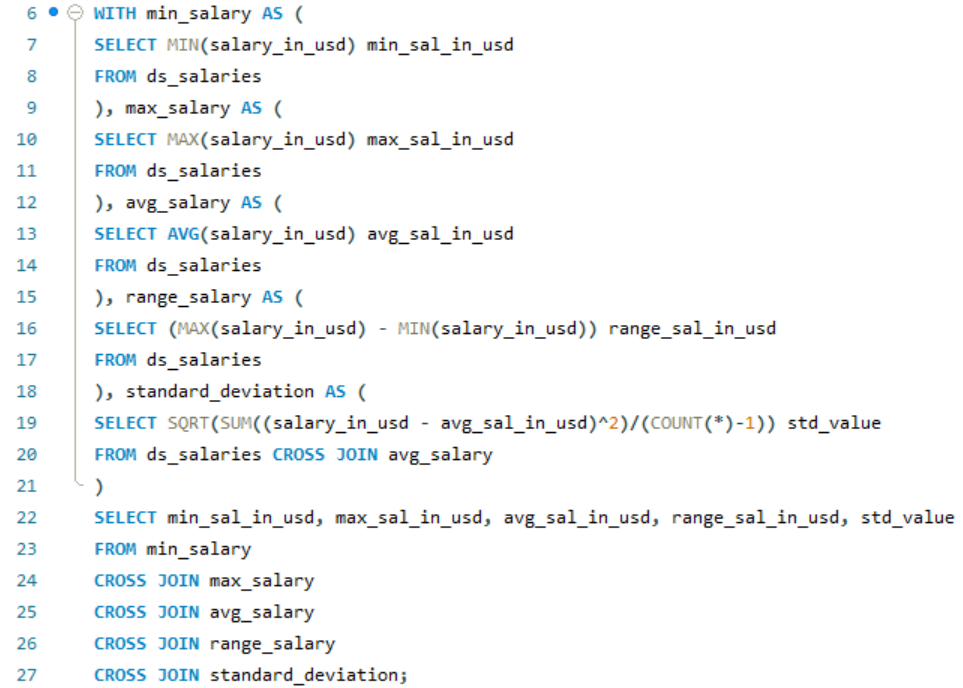 6 WITH min_salary AS (
7 SELECT MIN(salary_in_usd) min_sal_in_usd
8 FROM ds_salaries
9 ), max_salary AS (
10 SELECT MAX(salary_in_usd) max_sal_in_usd
11 FROM ds_salaries
12 ), avg_salary AS (
13 SELECT AVG(salary_in_usd) avg_sal_in_usd
14 FROM ds_salaries
15 ), range_salary AS (
16 SELECT (MAX(salary_in_usd) - MIN(salary_in_usd)) range_sal_in_usd
17 FROM ds_salaries
18 ), standard_deviation AS (
19 SELECT SQRT(SUM((salary_in_usd - avg_sal_in_usd)^2)/(COUNT(*)-1)) std_value
20 FROM ds_salaries CROSS JOIN avg_salary
21 )
22 SELECT min_sal_in_usd, max_sal_in_usd, avg_sal_in_usd, range_sal_in_usd, std_value
23 FROM min_salary
24 CROSS JOIN max_salary
25 CROSS JOIN avg_salary
26 CROSS JOIN range_salary
27 CROSS JOIN standard_deviation;